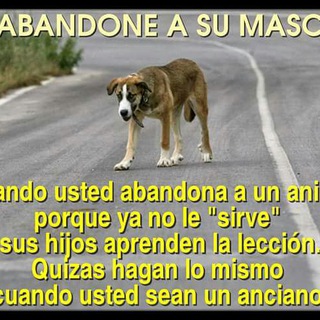 ABANDONE A SU MASC
ando usted abandona a un ani
porque ya no le "sirve"
sus hijos aprenden la lección.
Quizas hagan lo mismo
cuando usted sean un anciano